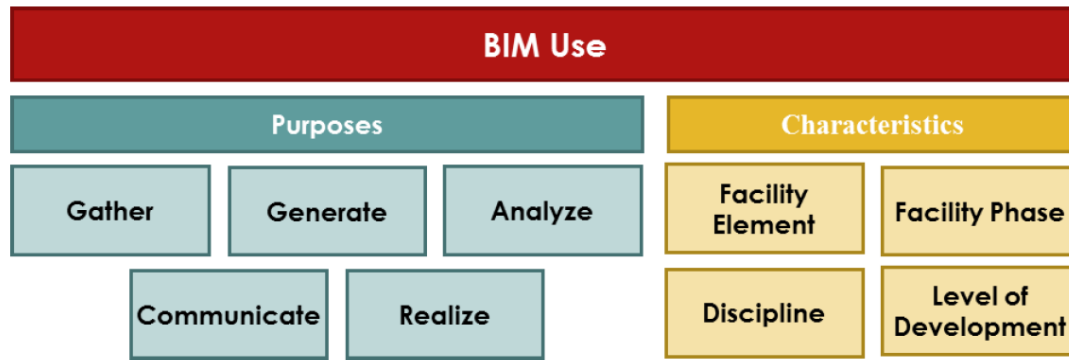 BIM Use
Purposes
Characteristics
Gather
Generate
Analyze
Communicate
Realize
Facility
Element
Facility Phase
Discipline
Level of
Development